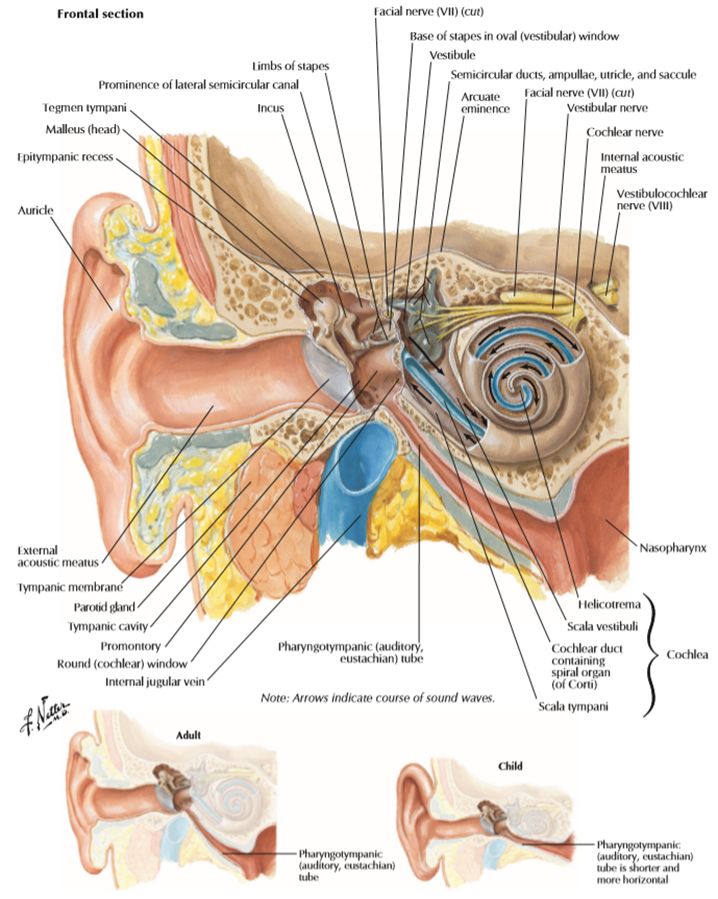 Frontal section
Facial nerve (VII) (cut)
Base of stapes in oval (vestibular) window
Vestibule
Limbs of stapes
Semicircular ducts, ampullae, utricle, and saccule
Prominence of lateral semicircular canal
Arcuate
eminence
Facial nerve (VII) (cut)
Tegmen tympani
Incus
Vestibular nerve
Malleus (head)
Cochlear nerve
Epitympanic recess
Internal acoustic
meatus
Vestibulocochlear
nerve (VIII)
Auricle
External
acoustic meatus
Nasopharynx
Tympanic membrane
Parotid gland
Helicotrema
Tympanic cavity
Scala vestibuli
Promontory
Pharyngotympanic (auditory,
eustachian) tube
Cochlear duct
containing
spiral organ
(of Corti)
Cochlea
Round (cochlear) window
Internal jugular vein
Note: Arrows indicate course of sound waves.
Scala tympani
F. Netter
M.D.
Adult
Child
Pharyngotympanic
(auditory, eustachian)
tube
Pharyngotympanic
(auditory, eustachian)
tube is shorter and
more horizontal